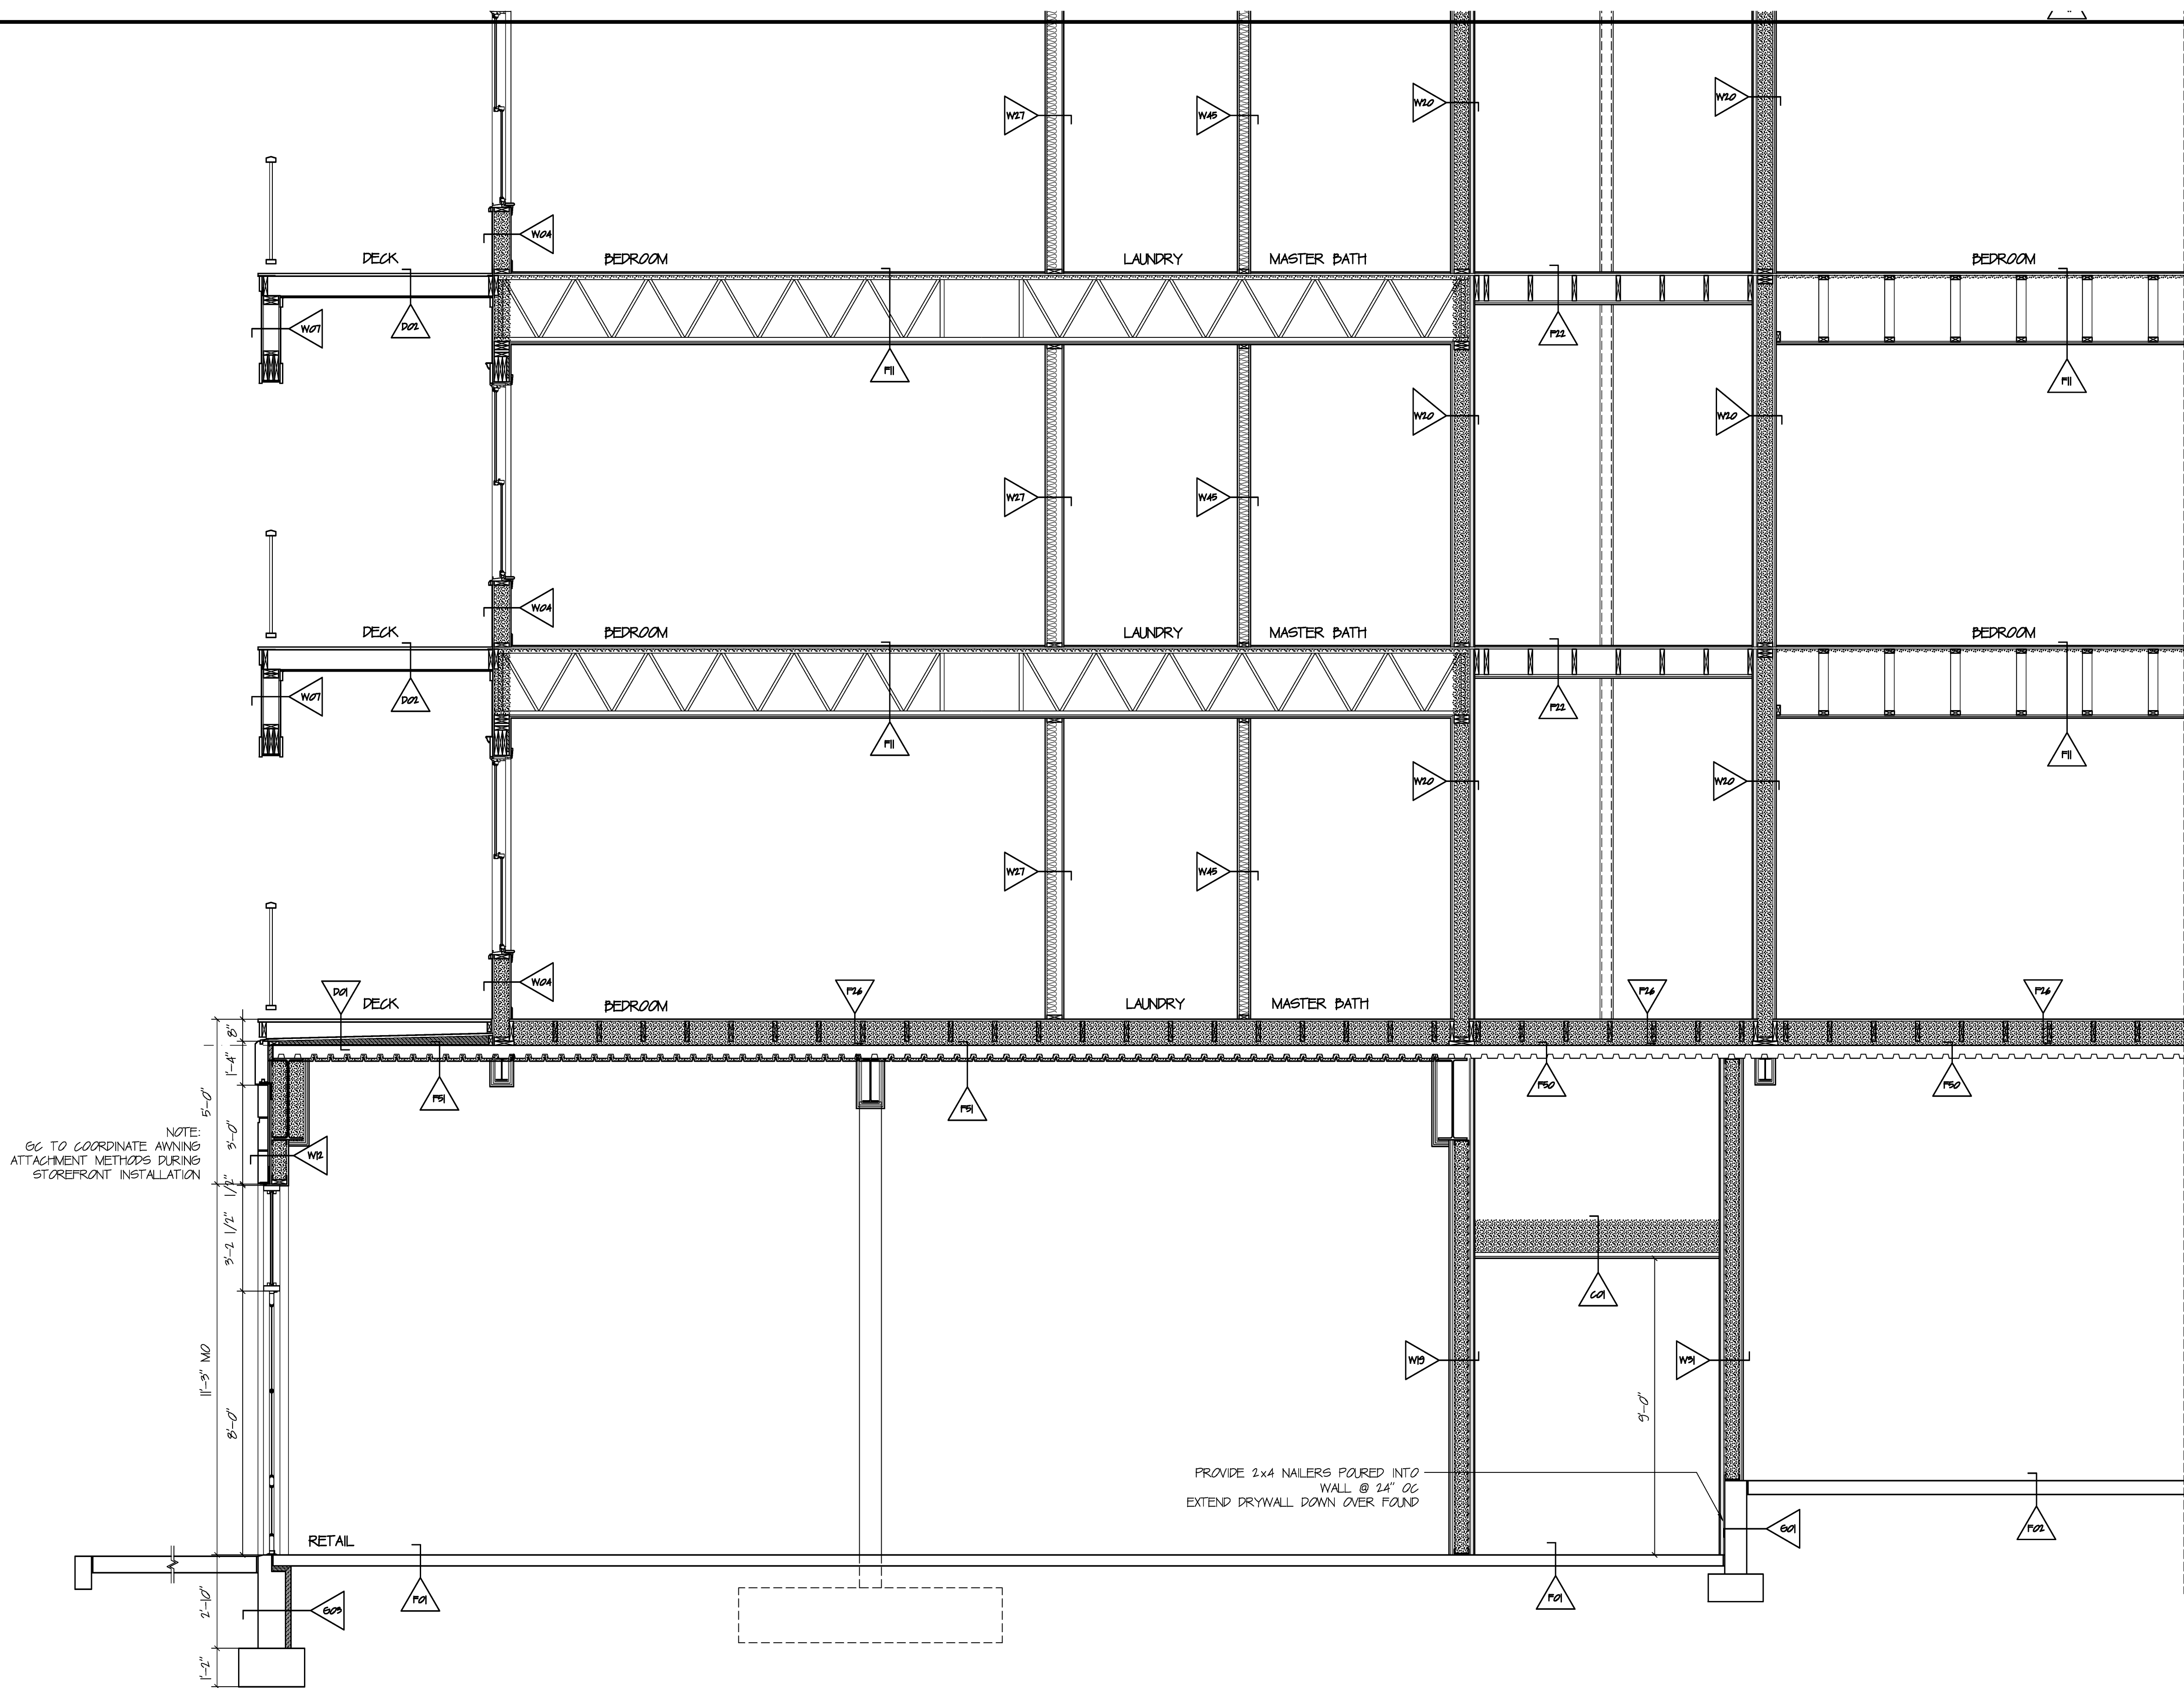 W27
W45
W20
W20
W04
DECK
BEDROOM
LAUNDRY
MASTER BATH
BEDROOM
W07
D02
F22
F11
F11
W20
W20
W27
W45
W04
DECK
BEDROOM
LAUNDRY
MASTER BATH
BEDROOM
W07
D02
F22
F11
F11
W20
W20
W27
W45
W04
D01
F26
F26
F26
DECK
BEDROOM
LAUNDRY
MASTER BATH
8"
1'-4"
5'-0"
3'-0"
F51
F51
F50
F50
NOTE:
GC TO COORDINATE AWNING
ATTACHMENT METHODS DURING
STOREFRONT INSTALLATION
W12
1/2"
3'-2 1/2"
C01
11'-3" MO
8'-0"
W19
W31
9'-0"
PROVIDE 2x4 NAILERS POURED INTO
WALL @ 24" OC
EXTEND DRYWALL DOWN OVER FOUND
RETAIL
G01
F02
F01
F01
2'-10"
G03
1'-2"